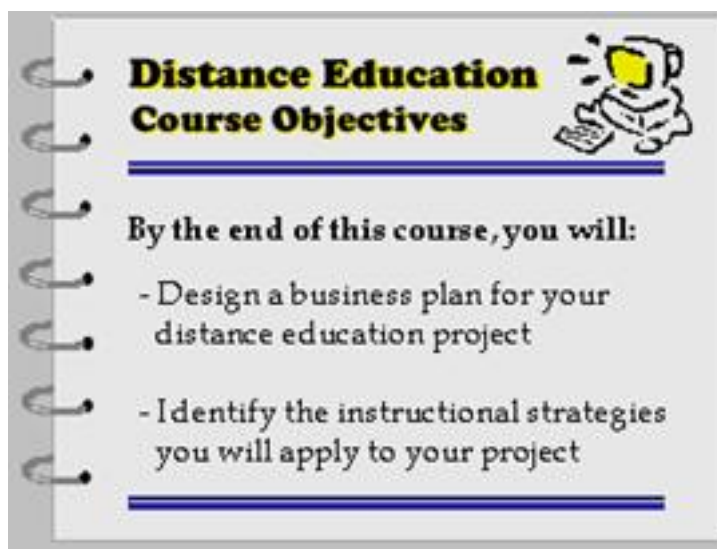 Distance Education
Course Objectives
By the end of this course, you will:
- Design a business plan for your
distance education project
- Identify the instructional strategies
you will apply to your project